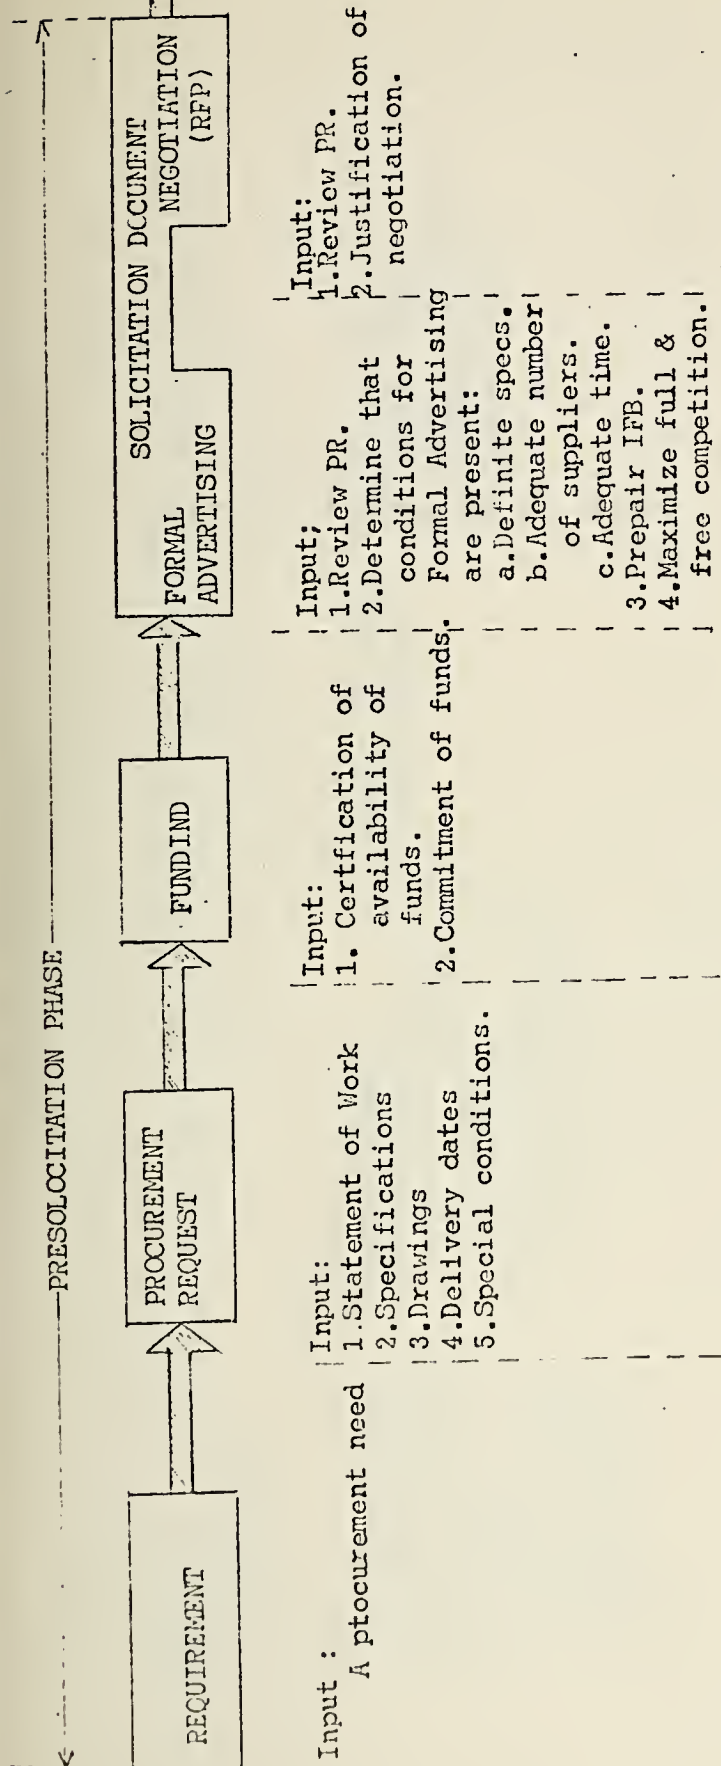 PRESOLOCITATION PHASE
REQUIREMENT
PROCUREMENT
REQUEST
FUNDIND
SOLICITATION DOCUMENT
FORMAL
ADVERTISING
NEGOTIATION
(RFP)
Input :
A ptocurement need
Input:
1.Statement of Work
2.Specifications
3.Drawings
4.Delivery dates
5.Special conditions.
Input:
1. Certfication of
availability of
funds.
2.Commitment of funds.
Input;
1.Review PR.
2.Determine that
conditions for
Formal Advertising
are present:
a.Definite specs.
b.Adequate number
of suppliers.
c.Adequate time.
3.Prepair IFB.
4.Maximize full &
free competition.
Input:
1.Review PR.
2.Justification of
negotiation.